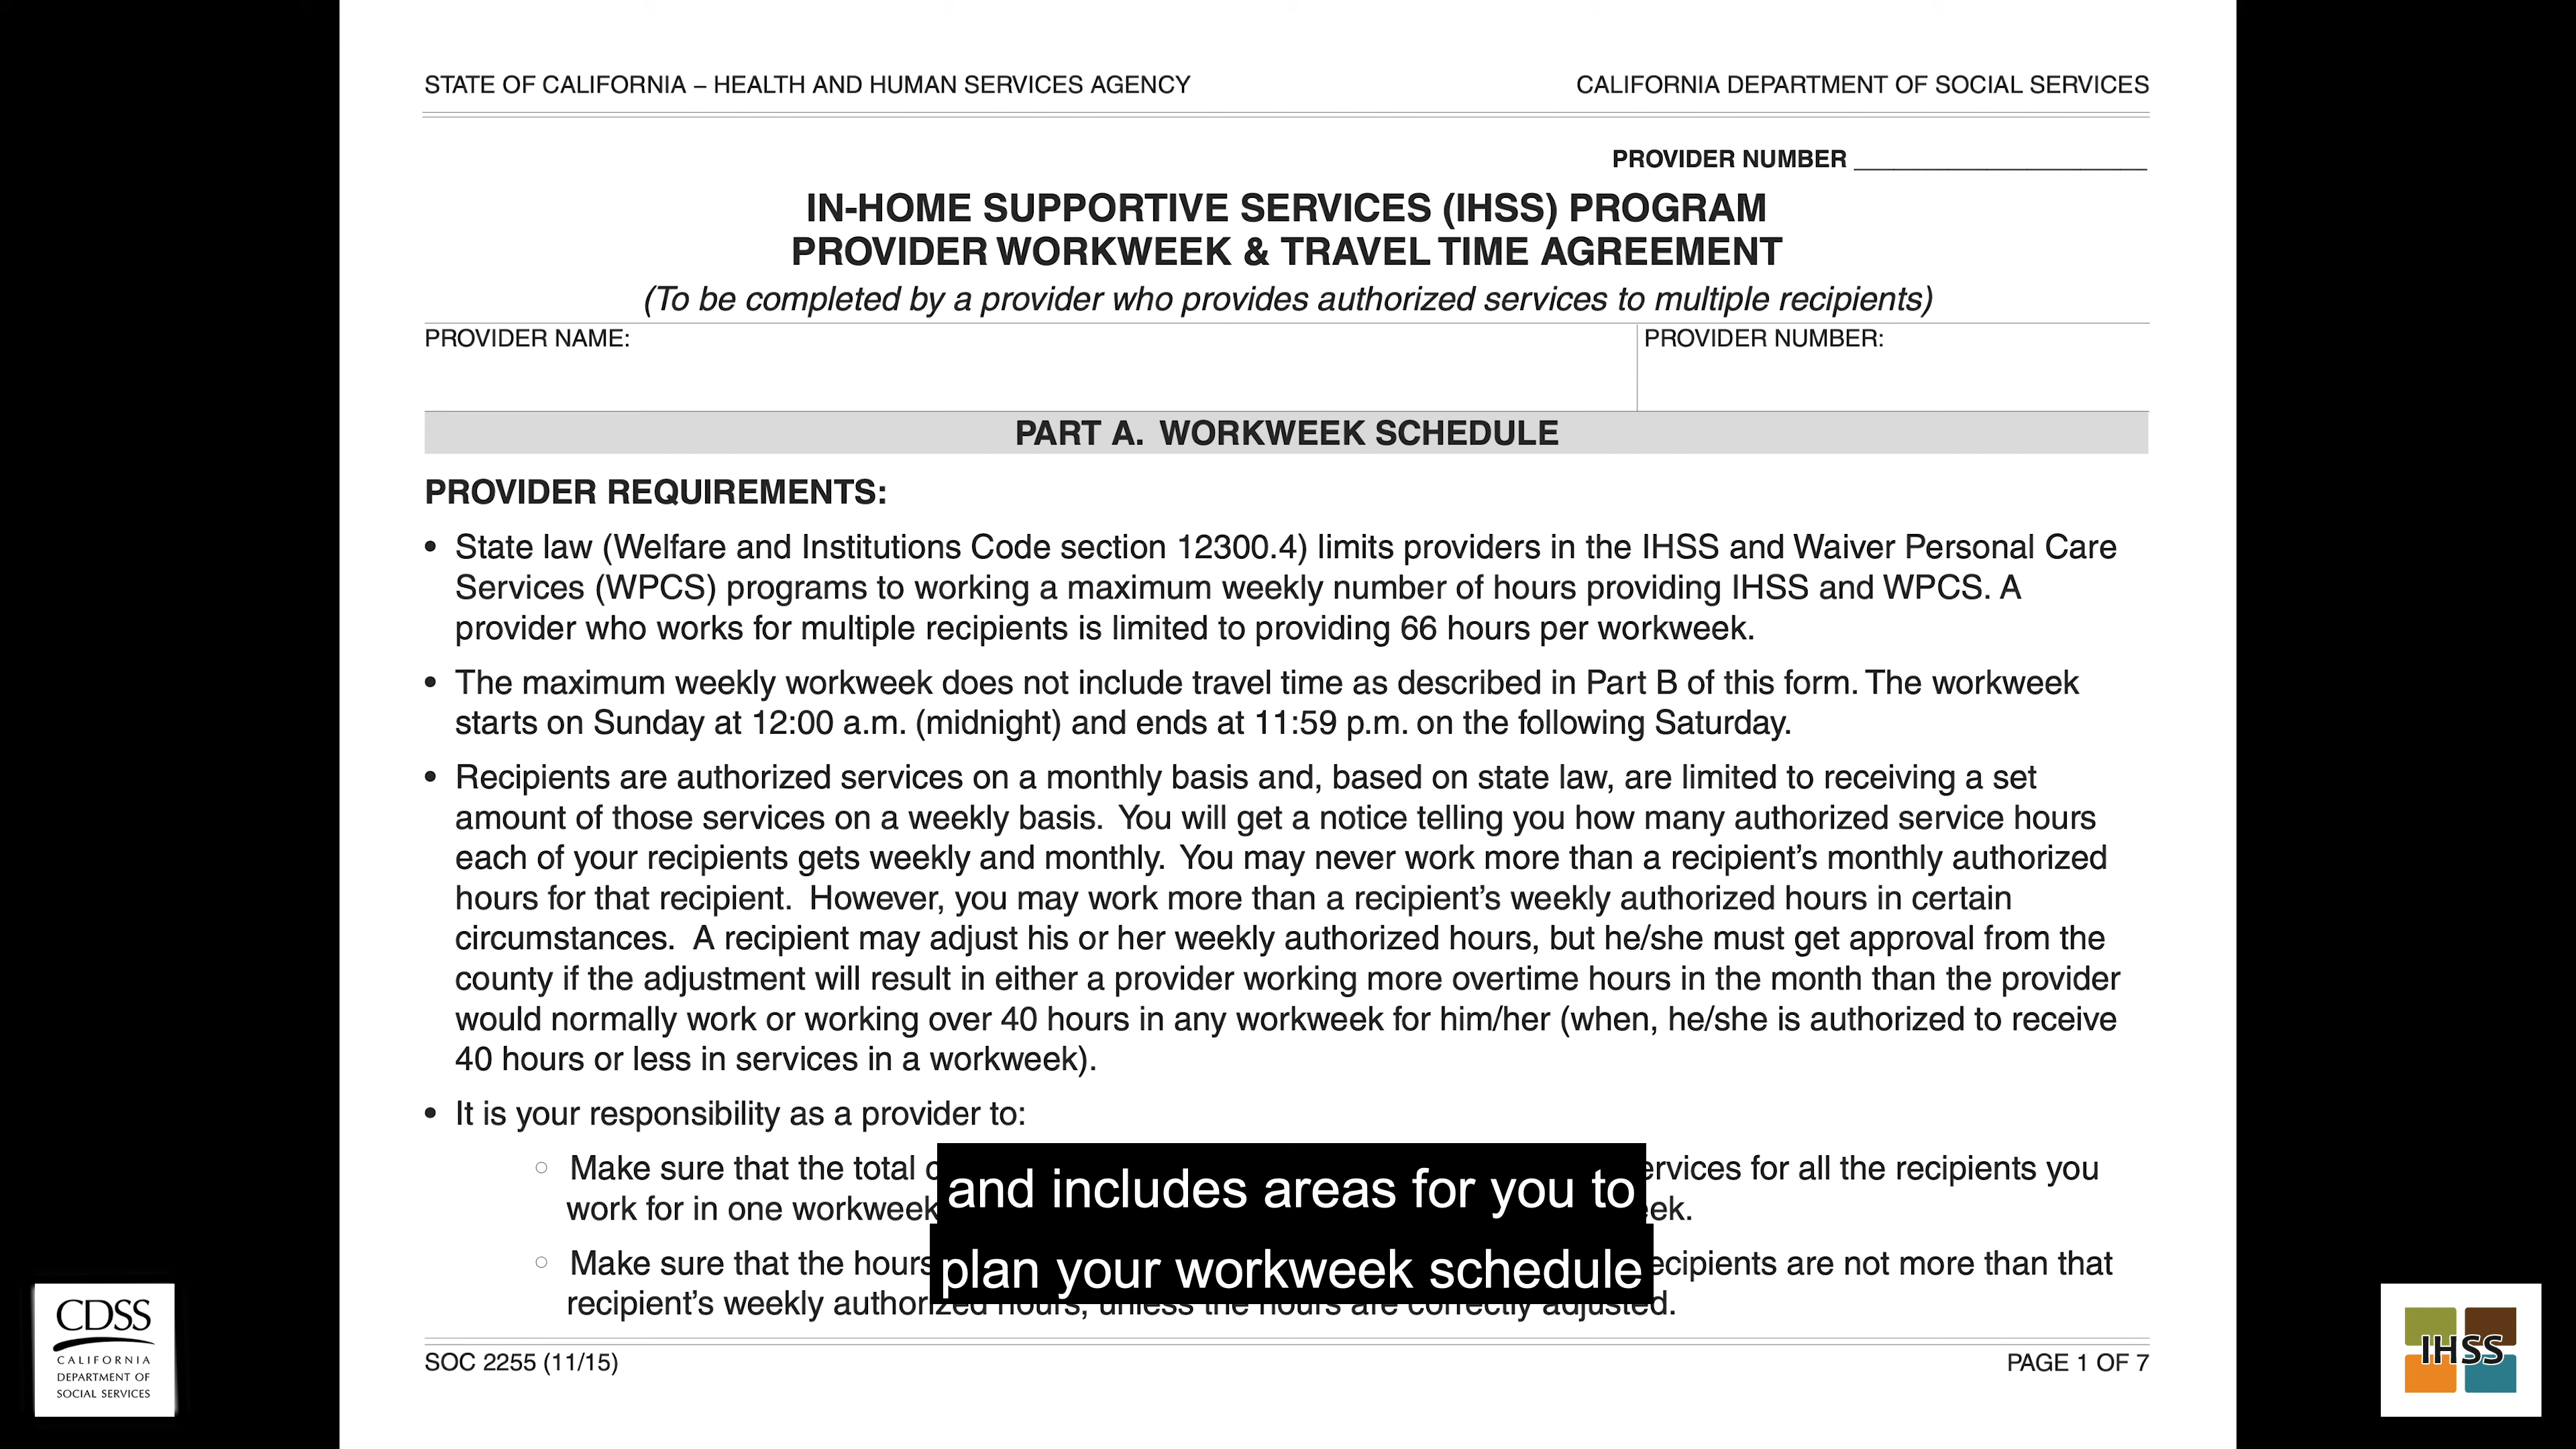 STATE OF CALIFORNIA – HEALTH AND HUMAN SERVICES AGENCY
CALIFORNIA DEPARTMENT OF SOCIAL SERVICES
PROVIDER NUMBER
IN-HOME SUPPORTIVE SERVICES (IHSS) PROGRAM
PROVIDER WORKWEEK & TRAVEL TIME AGREEMENT
(To be completed by a provider who provides authorized services to multiple recipients)
PROVIDER NAME:
PROVIDER NUMBER:
PART A. WORKWEEK SCHEDULE
PROVIDER REQUIREMENTS:
• State law (Welfare and Institutions Code section 12300.4) limits providers in the IHSS and Waiver Personal Care
Services (WPCS) programs to working a maximum weekly number of hours providing IHSS and WPCS. A
provider who works for multiple recipients is limited to providing 66 hours per workweek.
• The maximum weekly workweek does not include travel time as described in Part B of this form. The workweek
starts on Sunday at 12:00 a.m. (midnight) and ends at 11:59 p.m. on the following Saturday.
• Recipients are authorized services on a monthly basis and, based on state law, are limited to receiving a set
amount of those services on a weekly basis. You will get a notice telling you how many authorized service hours
each of your recipients gets weekly and monthly. You may never work more than a recipient's monthly authorized
hours for that recipient. However, you may work more than a recipient's weekly authorized hours in certain
circumstances. A recipient may adjust his or her weekly authorized hours, but he/she must get approval from the
county if the adjustment will result in either a provider working more overtime hours in the month than the provider
would normally work or working over 40 hours in any workweek for him/her (when, he/she is authorized to receive
40 hours or less in services in a workweek).
• It is your responsibility as a provider to:
○ Make sure that the total for all the recipients you
work for in one workweek
○ Make sure that the hours are not more than that
recipient's weekly authorized hours, unless the hours are correctly adjusted.
and includes areas for you to
plan your workweek schedule
SOC 2255 (11/15)
PAGE 1 OF 7
CDSS
CALIFORNIA
DEPARTMENT OF
SOCIAL SERVICES
IHSS